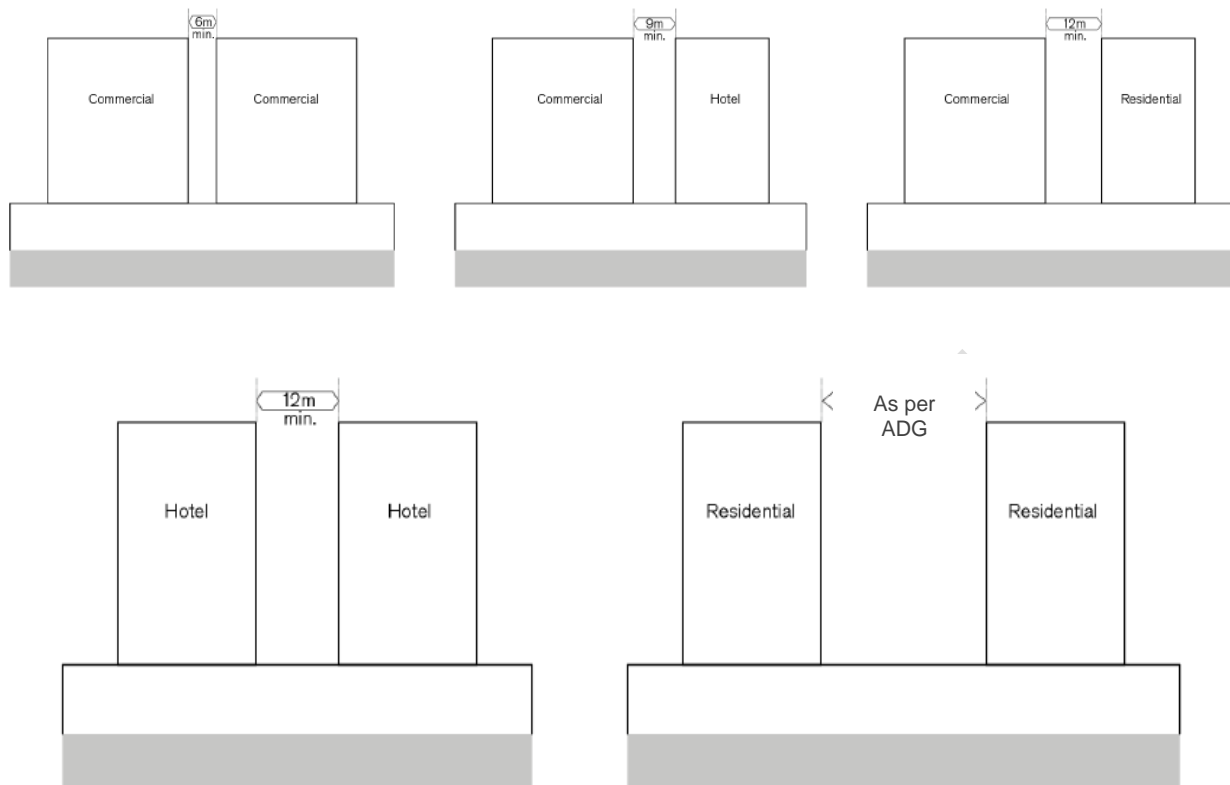 6m
min.
Commercial
Commercial
9m
min.
Commercial
Hotel
12m
min.
Commercial
Residential
12m
min.
Hotel
Hotel
As per
ADG
Residential
Residential